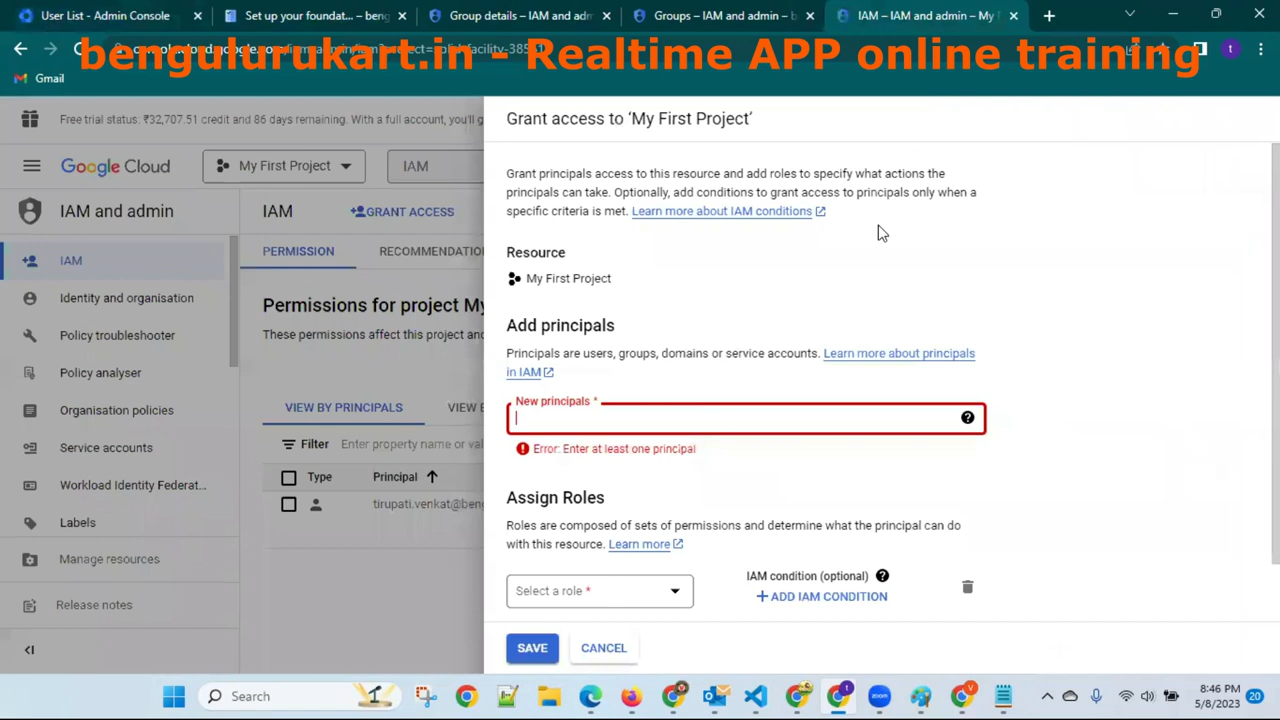 User List - Admin Console
Set up your foundat... – beng
Group details – IAM and adm
Groups – IAM and admin – b
IAM – IAM and admin – My F
bengulurukart.in - Realtime APP online training
Gmail
Free trial status: ₹32,707.51 credit and 86 days remaining. With a full account, you'll g
Google Cloud
My First Project
IAM
IAM and admin
IAM
Identity and organisation
Policy troubleshooter
Policy analyser
Organisation policies
Service accounts
Workload Identity Federat...
Labels
Manage resources
Release notes
IAM
GRANT ACCESS
PERMISSION
RECOMMENDATIO
Permissions for project My
These permissions affect this project and
VIEW BY PRINCIPALS
VIEW B
Filter
Enter property name or val
Type
Principal
tirupati.venkat@beng
Grant access to ‘My First Project’
Grant principals access to this resource and add roles to specify what actions the
principals can take. Optionally, add conditions to grant access to principals only when a
specific criteria is met. Learn more about IAM conditions
Resource
My First Project
Add principals
Principals are users, groups, domains or service accounts. Learn more about principals
in IAM
New principals *
Error: Enter at least one principal
Assign Roles
Roles are composed of sets of permissions and determine what the principal can do
with this resource. Learn more
Select a role *
IAM condition (optional)
ADD IAM CONDITION
SAVE
CANCEL
Search
8:46 PM
5/8/2023
20